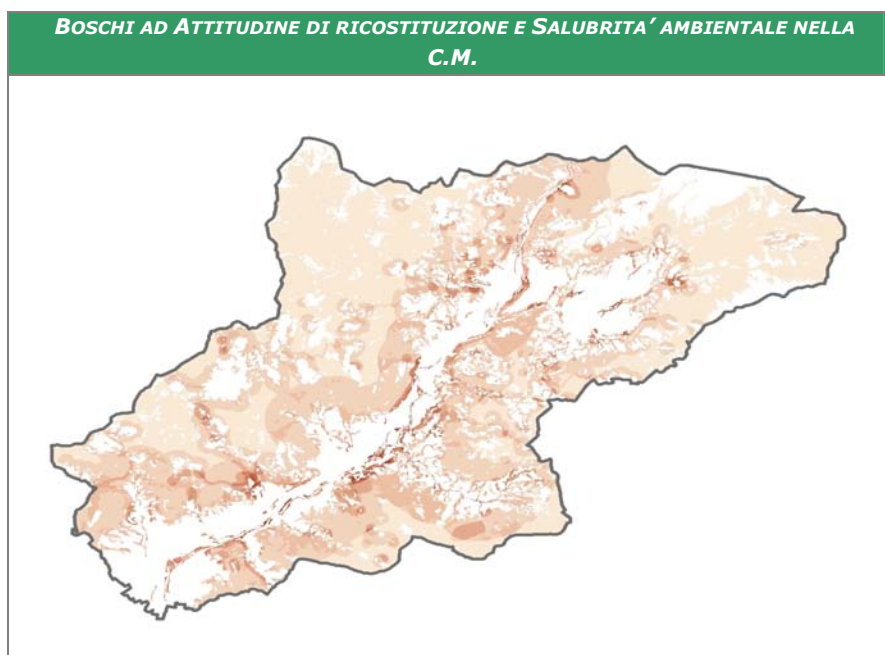 BOSCHI AD ATTITUDINE DI RICOSTITUZIONE E SALUBRITA’ AMBIENTALE NELLA
C.M.